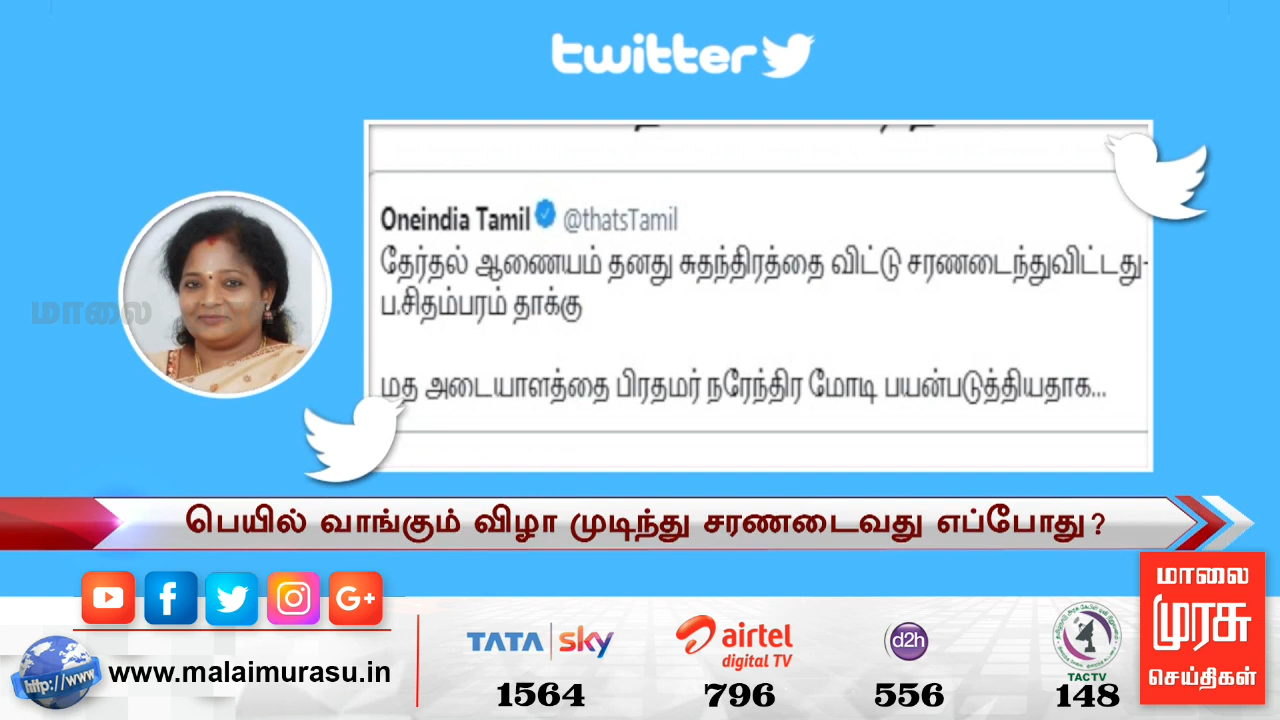 twitter
Oneindia Tamil @thatsTamil
தேர்தல் ஆணையம் தனது சுதந்திரத்தை விட்டு சரணடைந்துவிட்டது-
ப.சிதம்பரம் தாக்கு
மத அடையாளத்தை பிரதமர் நரேந்திர மோடி பயன்படுத்தியதாக...
மாலை
பெயில் வாங்கும் விழா முடிந்து சரணடைவது எப்போது?
மாலை
முரசு
செய்திகள்
G+
http://www
www.malaimurasu.in
TATA sky
1564
airtel
digital TV
796
d2h
556
TACTV
148